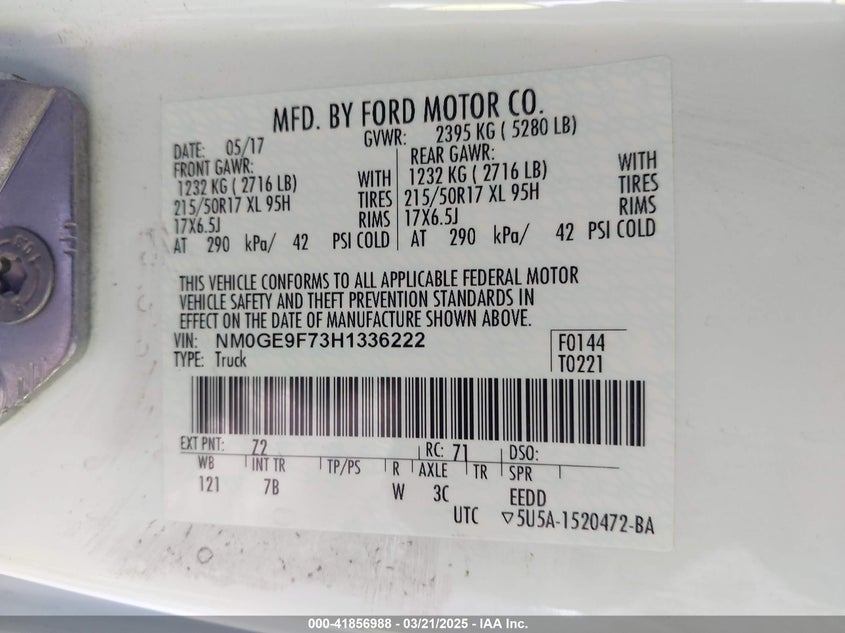 MFD. BY FORD MOTOR CO.
DATE: 05/17 GVWR: 2395 KG ( 5280 LB)
FRONT GAWR: REAR GAWR:
1232 KG ( 2716 LB) WITH 1232 KG ( 2716 LB) WITH
215/50R17 XL 95H TIRES 215/50R17 XL 95H TIRES
17X6.5J RIMS 17X6.5J RIMS
AT 290 kPa/ 42 PSI COLD AT 290 kPa/ 42 PSI COLD
THIS VEHICLE CONFORMS TO ALL APPLICABLE FEDERAL MOTOR
VEHICLE SAFETY AND THEFT PREVENTION STANDARDS IN
EFFECT ON THE DATE OF MANUFACTURE SHOWN ABOVE.
VIN: NM0GE9F73H1336222 F0144
TYPE: Truck T0221
EXT PNT: 72 RC: 71 DSO:
WB INT TR TP/PS R AXLE TR SPR
121 7B W 3C EEDD
UTC ▽5U5A-1520472-BA
000-41856988 - 03/21/2025 - IAA Inc.